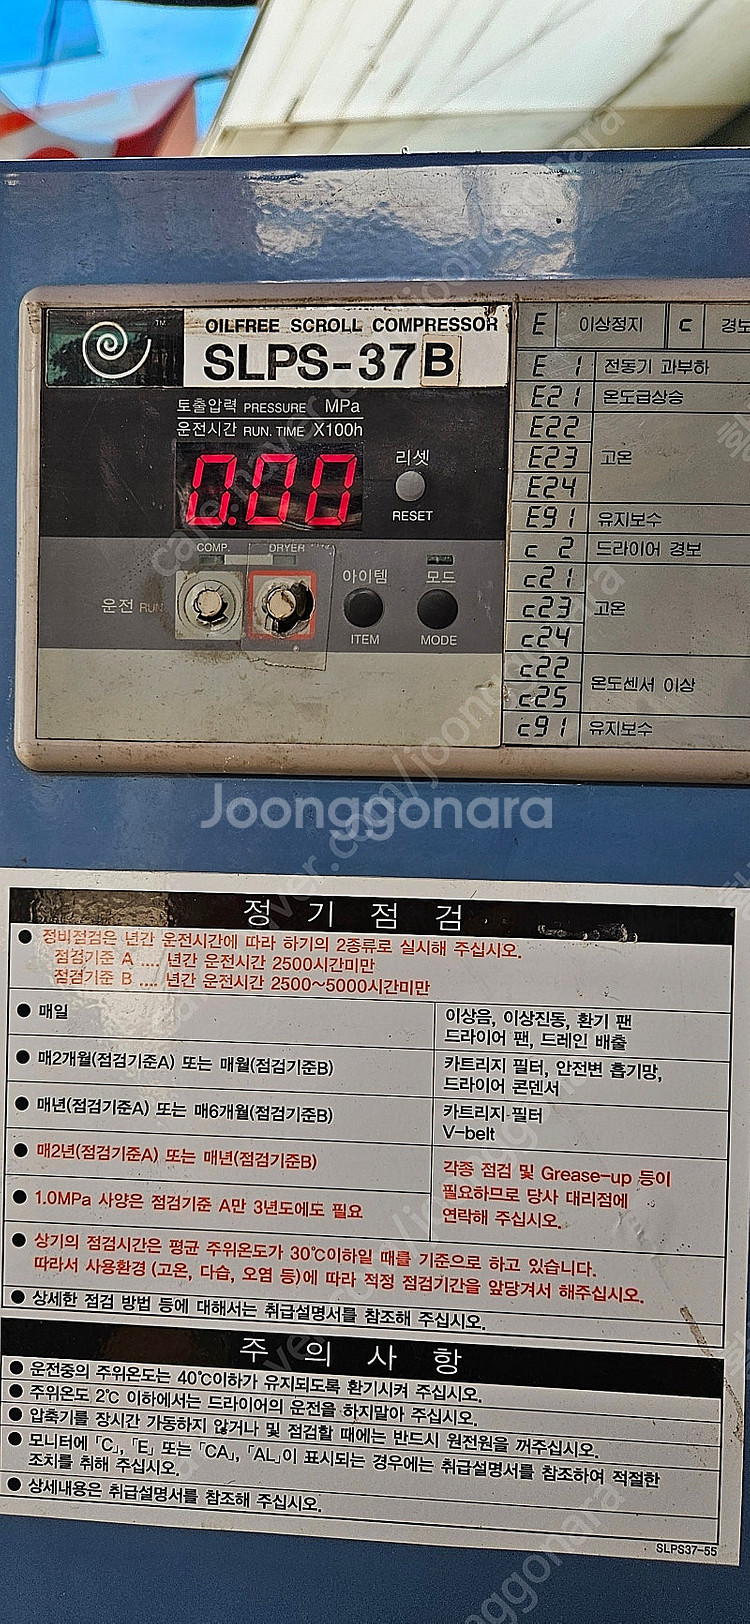 TM
OILFREE SCROLL COMPRESSOR
SLPS-37B
토출압력 PRESSURE MPa
운전시간 RUN. TIME X100h
0.00
리셋
RESET
COMP.
DRYER
운전 RUN
아이템
ITEM
모드
MODE
E 이상정지 c 경보
E 1 전동기 과부하
E21 온도급상승
E22
E23 고온
E24
E91 유지보수
c 2 드라이어 경보
c21
c23 고온
c24
c22
c25 온도센서 이상
c91 유지보수
Joonggonara
정 기 점 검
● 정비점검은 년간 운전시간에 따라 하기의 2종류로 실시해 주십시오.
점검기준 A .... 년간 운전시간 2500시간미만
점검기준 B .... 년간 운전시간 2500~5000시간미만
● 매일
이상음, 이상진동, 환기 팬
드라이어 팬, 드레인 배출
● 매2개월(점검기준A) 또는 매월(점검기준B)
카트리지 필터, 안전변 흡기망,
드라이어 콘덴서
● 매년(점검기준A) 또는 매6개월(점검기준B)
카트리지·필터
V-belt
● 매2년(점검기준A) 또는 매년(점검기준B)
● 1.0MPa 사양은 점검기준 A만 3년도에도 필요
각종 점검 및 Grease-up 등이
필요하므로 당사 대리점에
연락해 주십시오.
● 상기의 점검시간은 평균 주위온도가 30℃이하일 때를 기준으로 하고 있습니다.
따라서 사용환경 (고온, 다습, 오염 등)에 따라 적정 점검기간을 앞당겨서 해주십시오.
● 상세한 점검 방법 등에 대해서는 취급설명서를 참조해 주십시오.
주 의 사 항
● 운전중의 주위온도는 40℃이하가 유지되도록 환기시켜 주십시오.
● 주위온도 2℃ 이하에서는 드라이어의 운전을 하지말아 주십시오.
● 압축기를 장시간 가동하지 않거나 및 점검할 때에는 반드시 원전원을 꺼주십시오.
● 모니터에 「C」, 「E」 또는 「CA」, 「AL」이 표시되는 경우에는 취급설명서를 참조하여 적절한
조치를 취해 주십시오.
● 상세내용은 취급설명서를 참조해 주십시오.
SLPS37-55